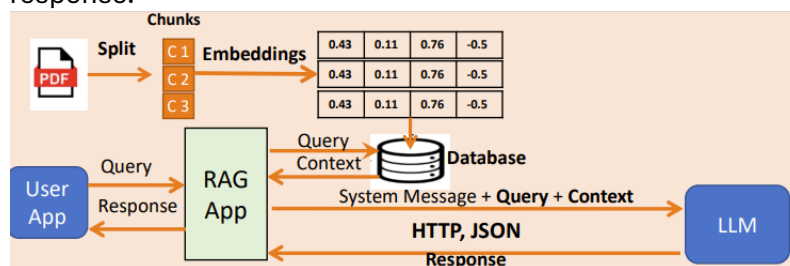 response.
Chunks
Split
C 1
Embeddings
0.43 0.11 0.76 -0.5
PDF
C 2
0.43 0.11 0.76 -0.5
C 3
0.43 0.11 0.76 -0.5
Query
Context
Database
User
App
Query
Response
RAG
App
System Message + Query + Context
HTTP, JSON
Response
LLM